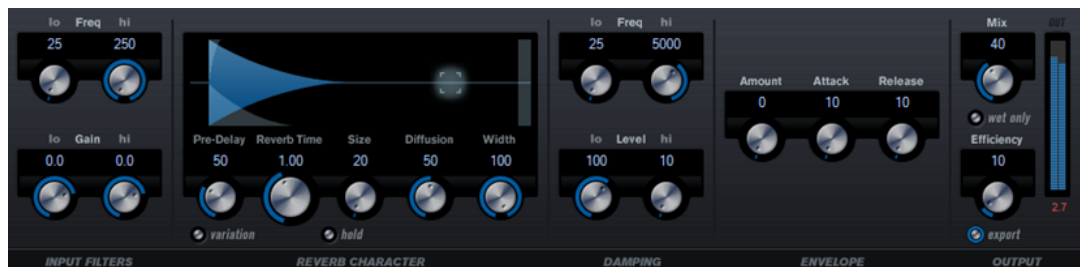 lo Freq hi
25 250
lo Gain hi
0.0 0.0
INPUT FILTERS
Pre-Delay Reverb Time Size Diffusion Width
50 1.00 20 50 100
variation hold
REVERB CHARACTER
lo Freq hi
25 5000
lo Level hi
100 10
DAMPING
Amount Attack Release
0 10 10
ENVELOPE
Mix OUT
40
wet only
Efficiency
10
2.7
export
OUTPUT